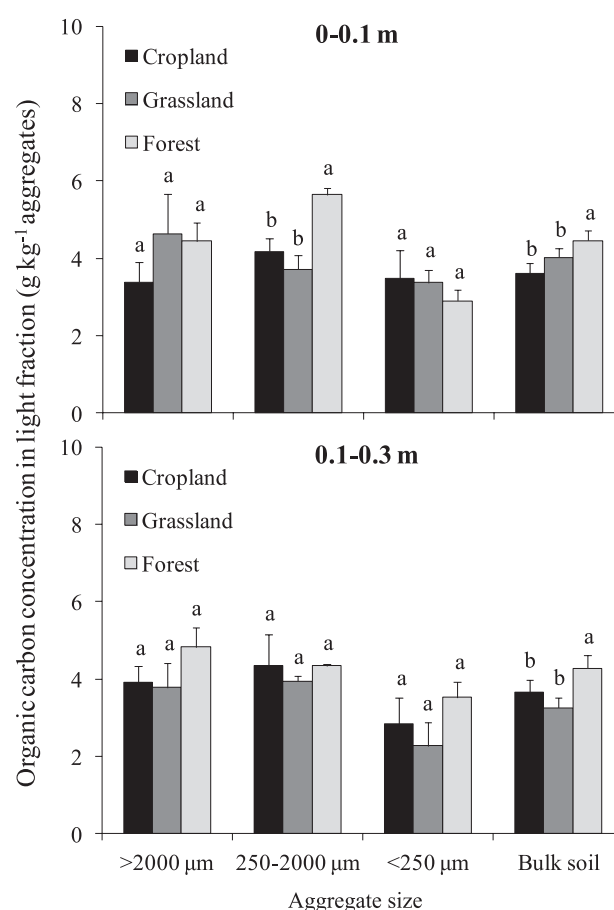 Organic carbon concentration in light fraction (g kg⁻¹ aggregates)
0-0.1 m
10
8
6
4
2
0
Cropland
Grassland
Forest
a a a
b b a
a a a
b b a
0.1-0.3 m
10
8
6
4
2
0
Cropland
Grassland
Forest
a a a
a a a
a a a
b b a
>2000 µm 250-2000 µm <250 µm Bulk soil
Aggregate size